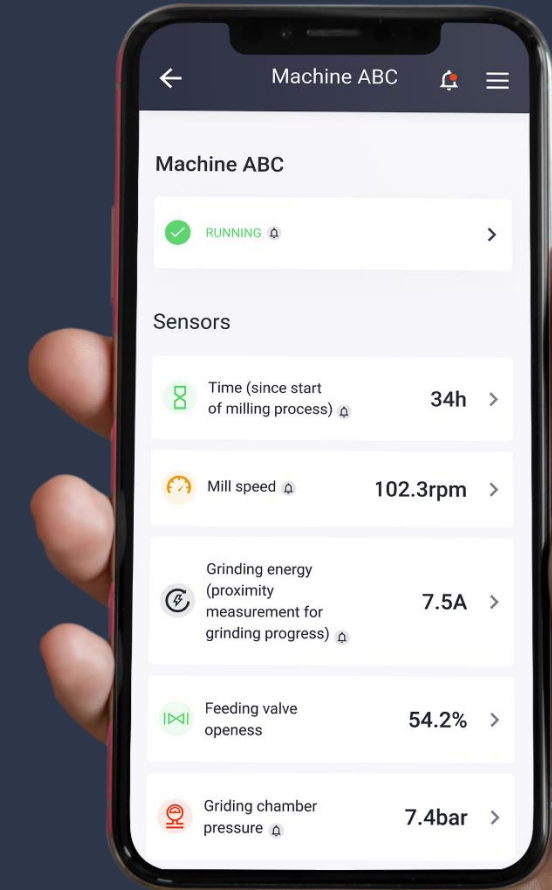 Machine ABC
Machine ABC
RUNNING
Sensors
Time (since start
of milling process)
34h
Mill speed
102.3rpm
Grinding energy
(proximity
measurement for
grinding progress)
7.5A
Feeding valve
openess
54.2%
Griding chamber
pressure
7.4bar